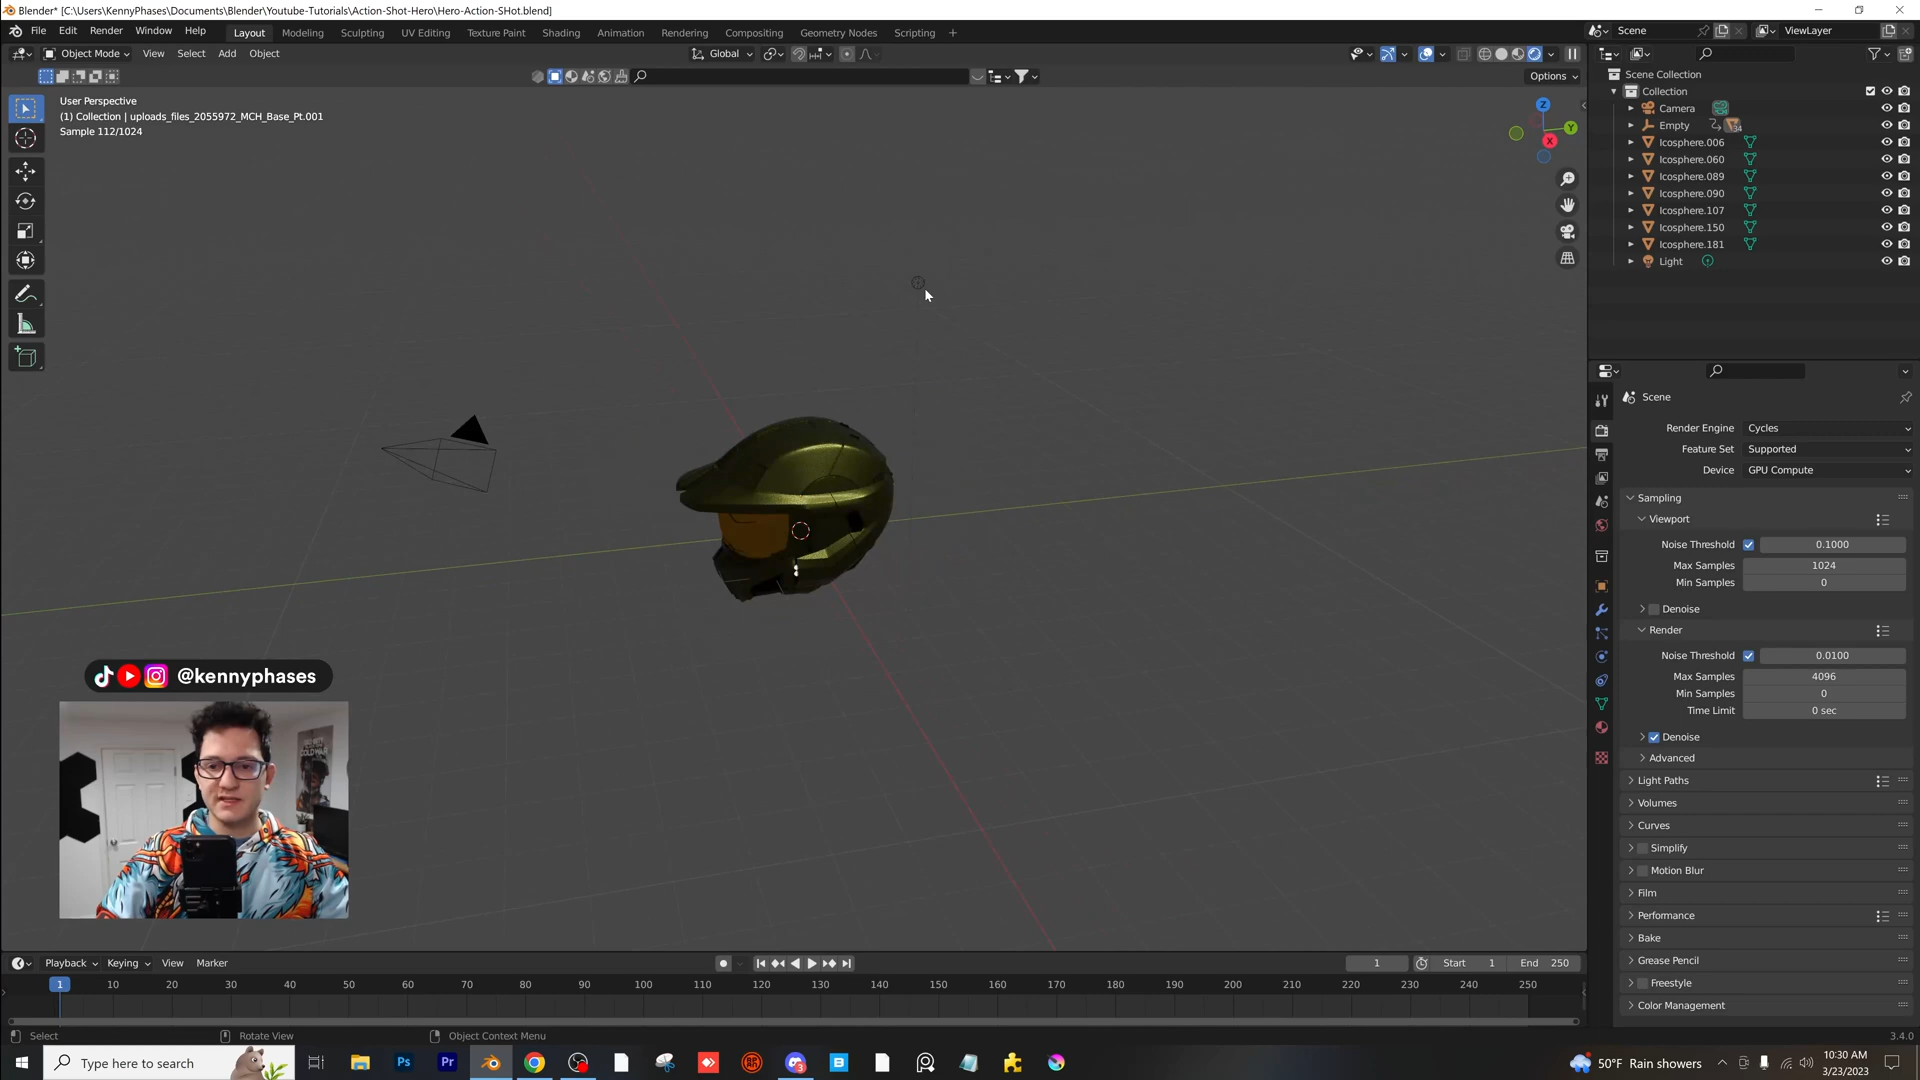 Blender* [C:\Users\KennyPhases\Documents\Blender\Youtube-Tutorials\Action-Shot-Hero\Hero-Action-SHot.blend]
File Edit Render Window Help Layout Modeling Sculpting UV Editing Texture Paint Shading Animation Rendering Compositing Geometry Nodes Scripting + Scene ViewLayer
Object Mode View Select Add Object Global
Options
User Perspective
(1) Collection | uploads_files_2055972_MCH_Base_Pt.001
Sample 112/1024
Z
Y
X
Scene Collection
Collection
Camera
Empty 34
Icosphere.006
Icosphere.060
Icosphere.089
Icosphere.090
Icosphere.107
Icosphere.150
Icosphere.181
Light
Scene
Render Engine Cycles
Feature Set Supported
Device GPU Compute
Sampling
Viewport
Noise Threshold 0.1000
Max Samples 1024
Min Samples 0
Denoise
Render
Noise Threshold 0.0100
Max Samples 4096
Min Samples 0
Time Limit 0 sec
Denoise
Advanced
Light Paths
Volumes
Curves
Simplify
Motion Blur
Film
Performance
Bake
Grease Pencil
Freestyle
Color Management
@kennyphases
COLD WAR
Playback Keying View Marker 1 Start 1 End 250
1 10 20 30 40 50 60 70 80 90 100 110 120 130 140 150 160 170 180 190 200 210 220 230 240 250
Select Rotate View Object Context Menu 3.4.0
Type here to search Ps Pr 3 B 50°F Rain showers 10:30 AM
3/23/2023